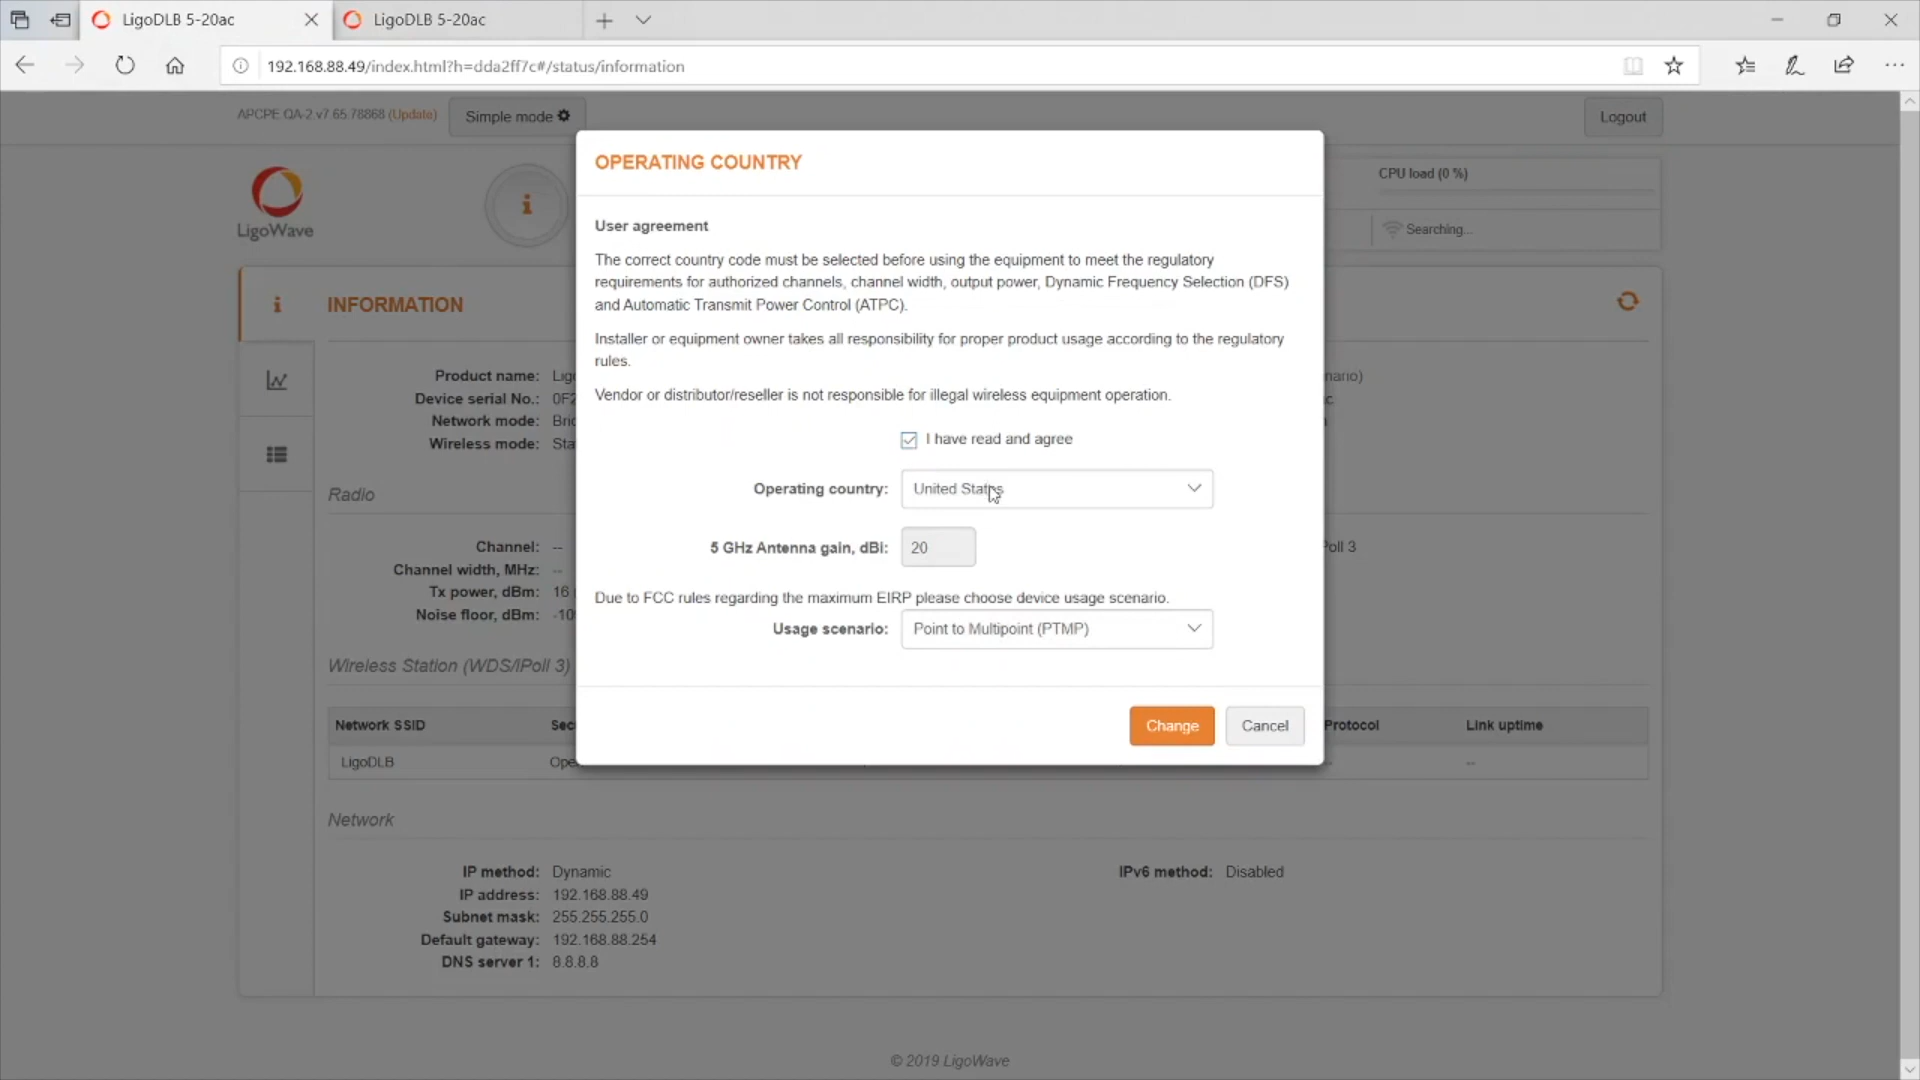 LigoDLB 5-20ac
LigoDLB 5-20ac
192.168.88.49/index.html?h=dda2ff7c#/status/information
APCPE.QA-2.v7.65.78868 (Update)
Simple mode
Logout
LigoWave
CPU load (0 %)
Searching...
OPERATING COUNTRY
User agreement
The correct country code must be selected before using the equipment to meet the regulatory
requirements for authorized channels, channel width, output power, Dynamic Frequency Selection (DFS)
and Automatic Transmit Power Control (ATPC).
Installer or equipment owner takes all responsibility for proper product usage according to the regulatory
rules.
Vendor or distributor/reseller is not responsible for illegal wireless equipment operation.
I have read and agree
Operating country: United States
5 GHz Antenna gain, dBi: 20
Due to FCC rules regarding the maximum EIRP please choose device usage scenario.
Usage scenario: Point to Multipoint (PTMP)
Change
Cancel
INFORMATION
Product name:
Device serial No.:
Network mode:
Wireless mode:
Radio
Channel: --
Channel width, MHz: --
Tx power, dBm: 16
Noise floor, dBm:
Wireless Station (WDS/iPoll 3)
Network SSID
Protocol
Link uptime
LigoDLB
--
--
Network
IP method: Dynamic
IPv6 method: Disabled
IP address: 192.168.88.49
Subnet mask: 255.255.255.0
Default gateway: 192.168.88.254
DNS server 1: 8.8.8.8
© 2019 LigoWave